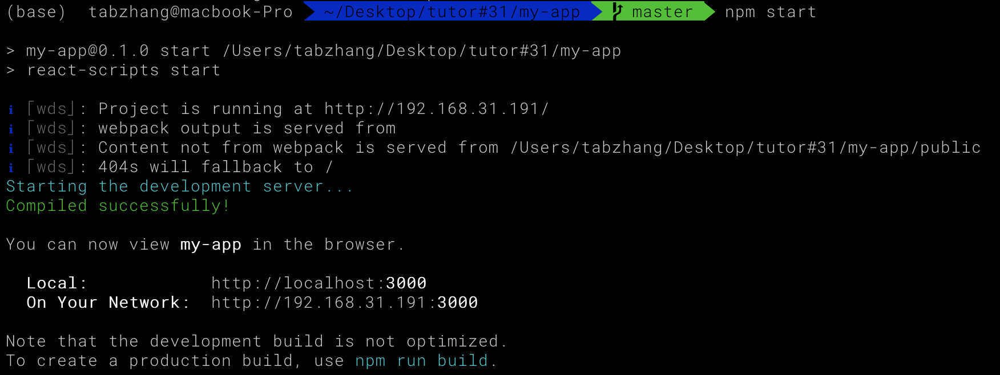 (base) tabzhang@macbook-Pro ~/Desktop/tutor#31/my-app master npm start
> my-app@0.1.0 start /Users/tabzhang/Desktop/tutor#31/my-app
> react-scripts start
ℹ ｢wds｣: Project is running at http://192.168.31.191/
ℹ ｢wds｣: webpack output is served from
ℹ ｢wds｣: Content not from webpack is served from /Users/tabzhang/Desktop/tutor#31/my-app/public
ℹ ｢wds｣: 404s will fallback to /
Starting the development server...
Compiled successfully!
You can now view my-app in the browser.
Local: http://localhost:3000
On Your Network: http://192.168.31.191:3000
Note that the development build is not optimized.
To create a production build, use npm run build.